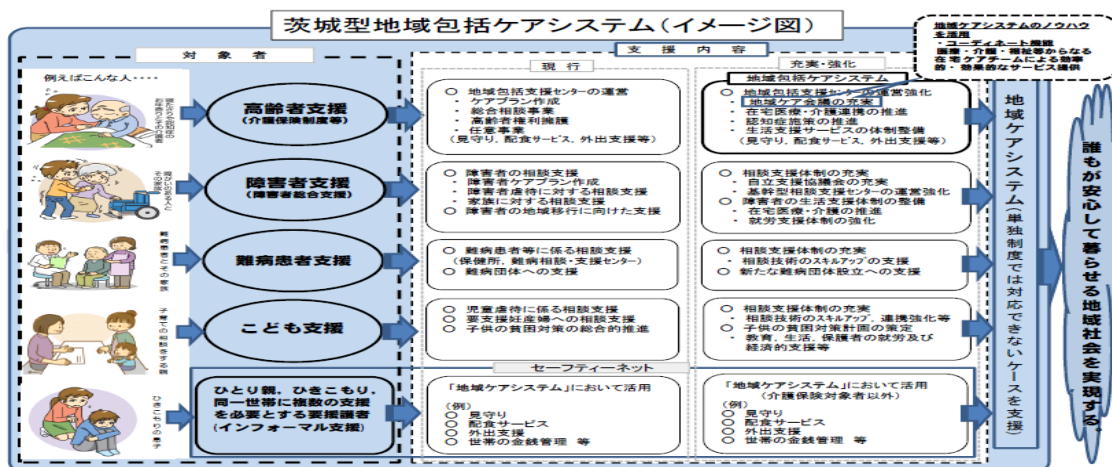 茨城型地域包括ケアシステム（イメージ図）
地域ケアシステムのノウハウ
を活用
・コーディネート機能
医療・介護・福祉等からなる
在宅ケアチームによる効率
的・効果的なサービス提供
対象者
支援内容
例えばこんな人・・・・
現行
充実・強化
地域包括ケアシステム
高齢者支援
（介護保険制度等）
○ 地域包括支援センターの運営
・ ケアプラン作成
・ 総合相談事業
・ 高齢者権利擁護
・ 任意事業
（見守り，配食サービス、外出支援等）
○ 地域包括支援センターの運営強化
・ 地域ケア会議の充実
・ 在宅医療・介護連携の推進
・ 認知症施策の推進
・ 生活支援サービスの体制整備
（見守り，配食サービス、外出支援等）
障害者支援
（障害者総合支援）
○ 障害者の相談支援
・ 障害者ケアプラン作成
・ 障害者虐待に対する相談支援
・ 家族に対する相談支援
○ 障害者の地域移行に向けた支援
○ 相談支援体制の充実
・ 自立支援協議会の充実
・ 基幹型相談支援センターの運営強化
○ 障害者の生活支援体制の整備
・ 在宅医療・介護の推進
・ 就労支援体制の強化
難病患者とその家族
難病患者支援
○ 難病患者等に係る相談支援
（保健所，難病相談・支援センター）
○ 難病団体への支援
○ 相談支援体制の充実
・ 相談技術のスキルアップの支援
○ 新たな難病団体設立への支援
子育ての相談をする親
こども支援
○ 児童虐待に係る相談支援
○ 要支援妊産婦への相談支援
○ 子供の貧困対策の総合的推進
○ 相談支援体制の充実
・ 相談技術のスキルアップ、連携強化等
○ 子供の貧困対策計画の策定
・ 教育，生活，保護者の就労及び
経済的支援等
セーフティーネット
ひきこもりの息子
ひとり親，ひきこもり，
同一世帯に複数の支援
を必要とする要援護者
（インフォーマル支援）
「地域ケアシステム」において活用
（例）
○ 見守り
○ 配食サービス
○ 外出支援
○ 世帯の金銭管理 等
「地域ケアシステム」において活用
（介護保険対象者以外）
（例）
○ 見守り
○ 配食サービス
○ 外出支援
○ 世帯の金銭管理 等
地域ケアシステム（単独制度では対応できないケースを支援）
誰もが安心して暮らせる地域社会を実現する。